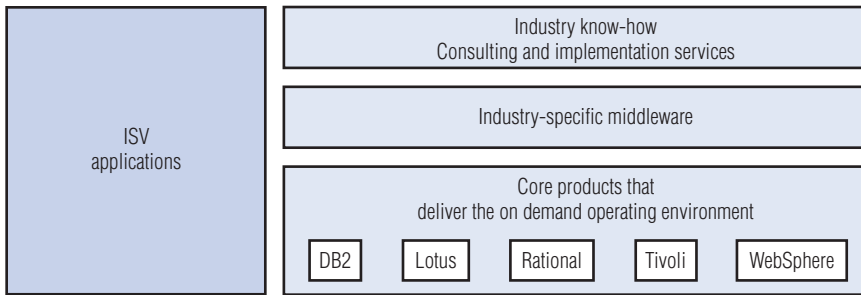 ISV
applications
Industry know-how
Consulting and implementation services
Industry-specific middleware
Core products that
deliver the on demand operating environment
DB2
Lotus
Rational
Tivoli
WebSphere